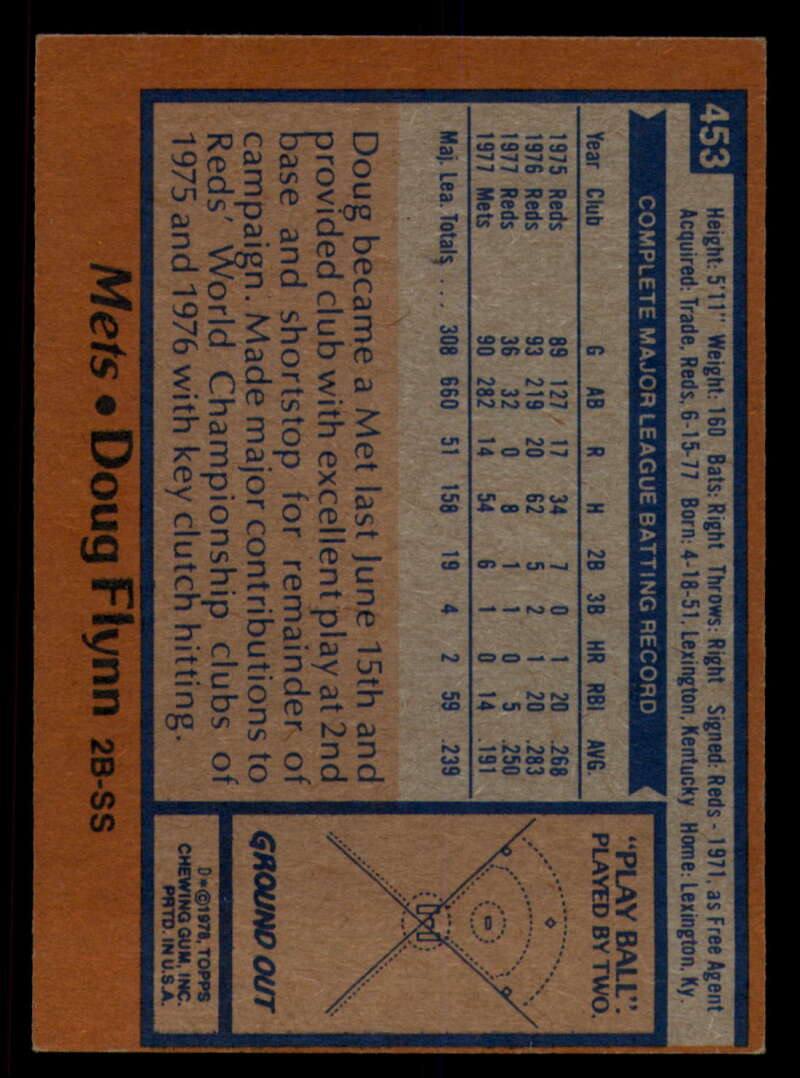 453
Height: 5'11" Weight: 160 Bats: Right Throws: Right Signed: Reds - 1971, as Free Agent
Acquired: Trade, Reds, 6-15-77 Born: 4-18-51, Lexington, Kentucky Home: Lexington, Ky.
COMPLETE MAJOR LEAGUE BATTING RECORD
Year Club G AB R H 2B 3B HR RBI AVG.
1975 Reds 89 127 17 34 7 0 1 20 .268
1976 Reds 93 219 20 62 5 2 1 20 .283
1977 Reds 36 32 0 8 1 1 0 5 .250
1977 Mets 90 282 14 54 6 1 0 14 .191
Maj. Lea. Totals ... 308 660 51 158 19 4 2 59 .239
Doug became a Met last June 15th and
provided club with excellent play at 2nd
base and shortstop for remainder of
campaign. Made major contributions to
Reds' World Championship clubs of
1975 and 1976 with key clutch hitting.
"PLAY BALL":
PLAYED BY TWO.
GROUND OUT
D*©1978, TOPPS
CHEWING GUM, INC.
PRTD. IN U.S.A.
Mets • Doug Flynn 2B-SS